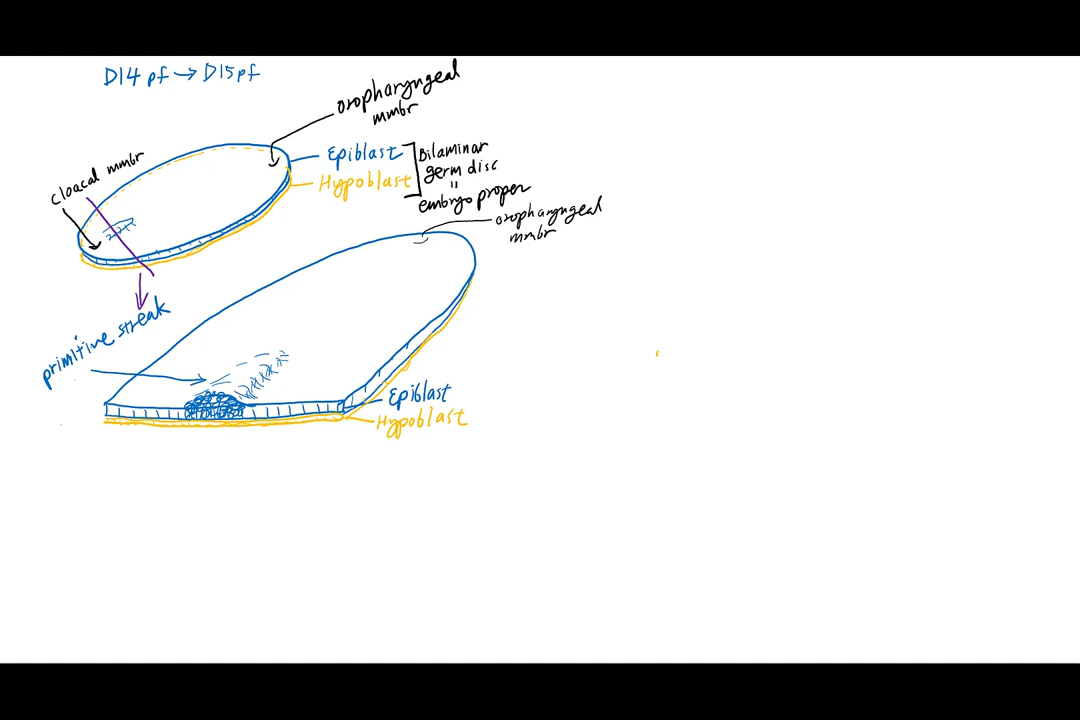 D14 pf → D15 pf
oropharyngeal
mmbr
cloacal mmbr
Epiblast
Hypoblast
Bilaminar
germ disc
"
embryo proper
oropharyngeal
mmbr
primitive streak
Epiblast
Hypoblast